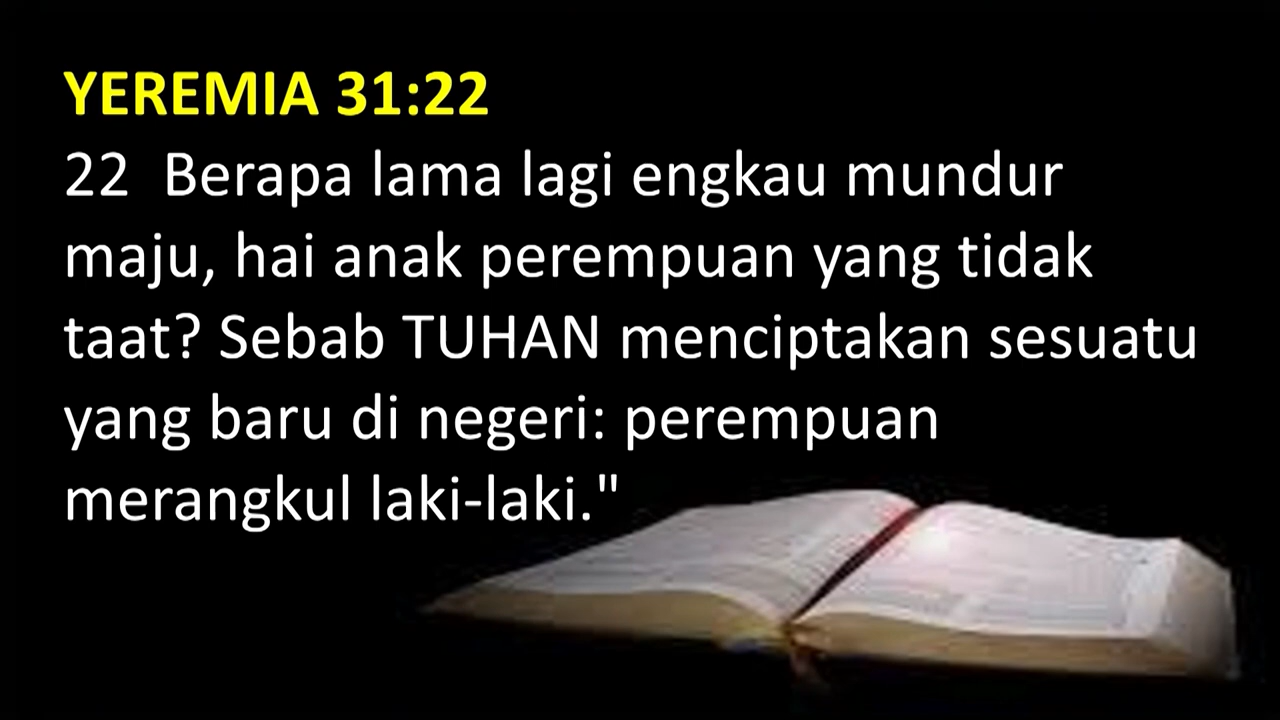 YEREMIA 31:22
22  Berapa lama lagi engkau mundur
maju, hai anak perempuan yang tidak
taat? Sebab TUHAN menciptakan sesuatu
yang baru di negeri: perempuan
merangkul laki-laki."